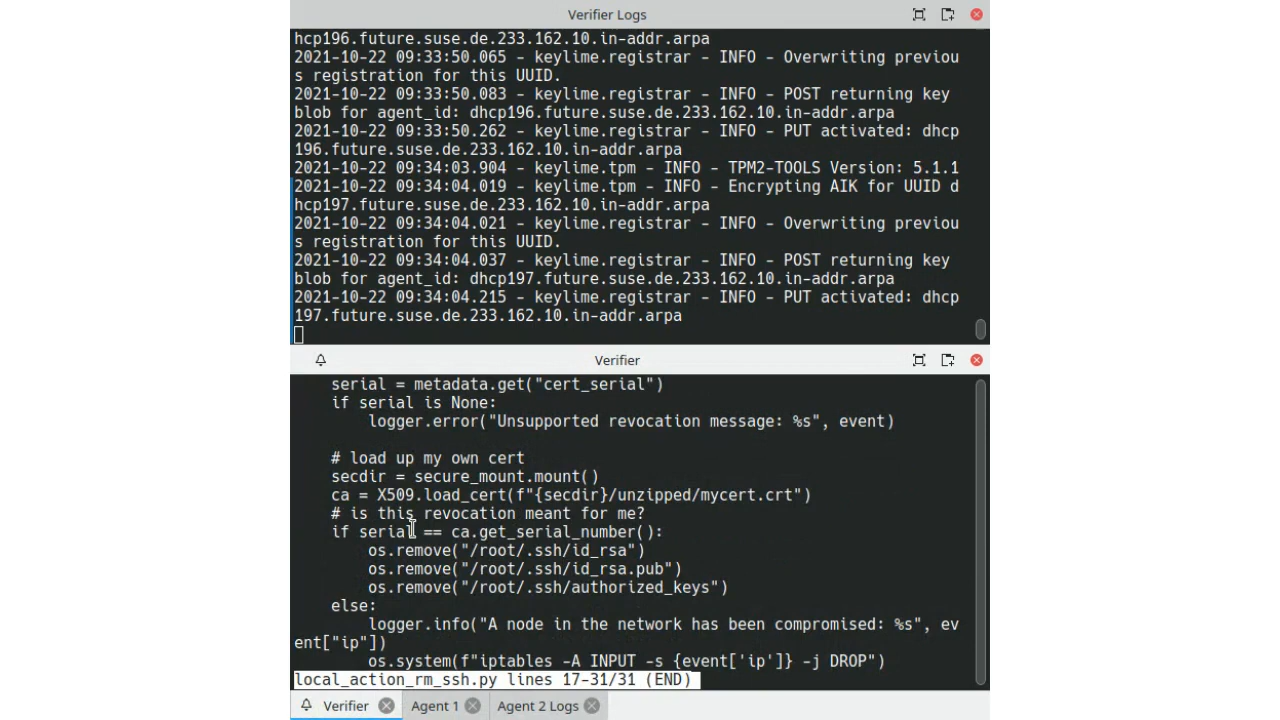 Verifier Logs
hcp196.future.suse.de.233.162.10.in-addr.arpa
2021-10-22 09:33:50.065 - keylime.registrar - INFO - Overwriting previou
s registration for this UUID.
2021-10-22 09:33:50.083 - keylime.registrar - INFO - POST returning key
blob for agent_id: dhcp196.future.suse.de.233.162.10.in-addr.arpa
2021-10-22 09:33:50.262 - keylime.registrar - INFO - PUT activated: dhcp
196.future.suse.de.233.162.10.in-addr.arpa
2021-10-22 09:34:03.904 - keylime.tpm - INFO - TPM2-TOOLS Version: 5.1.1
2021-10-22 09:34:04.019 - keylime.tpm - INFO - Encrypting AIK for UUID d
hcp197.future.suse.de.233.162.10.in-addr.arpa
2021-10-22 09:34:04.021 - keylime.registrar - INFO - Overwriting previou
s registration for this UUID.
2021-10-22 09:34:04.037 - keylime.registrar - INFO - POST returning key
blob for agent_id: dhcp197.future.suse.de.233.162.10.in-addr.arpa
2021-10-22 09:34:04.215 - keylime.registrar - INFO - PUT activated: dhcp
197.future.suse.de.233.162.10.in-addr.arpa
Verifier
serial = metadata.get("cert_serial")
if serial is None:
logger.error("Unsupported revocation message: %s", event)
# load up my own cert
secdir = secure_mount.mount()
ca = X509.load_cert(f"{secdir}/unzipped/mycert.crt")
# is this revocation meant for me?
if serial == ca.get_serial_number():
os.remove("/root/.ssh/id_rsa")
os.remove("/root/.ssh/id_rsa.pub")
os.remove("/root/.ssh/authorized_keys")
else:
logger.info("A node in the network has been compromised: %s", ev
ent["ip"])
os.system(f"iptables -A INPUT -s {event['ip']} -j DROP")
local_action_rm_ssh.py lines 17-31/31 (END)
Verifier Agent 1 Agent 2 Logs